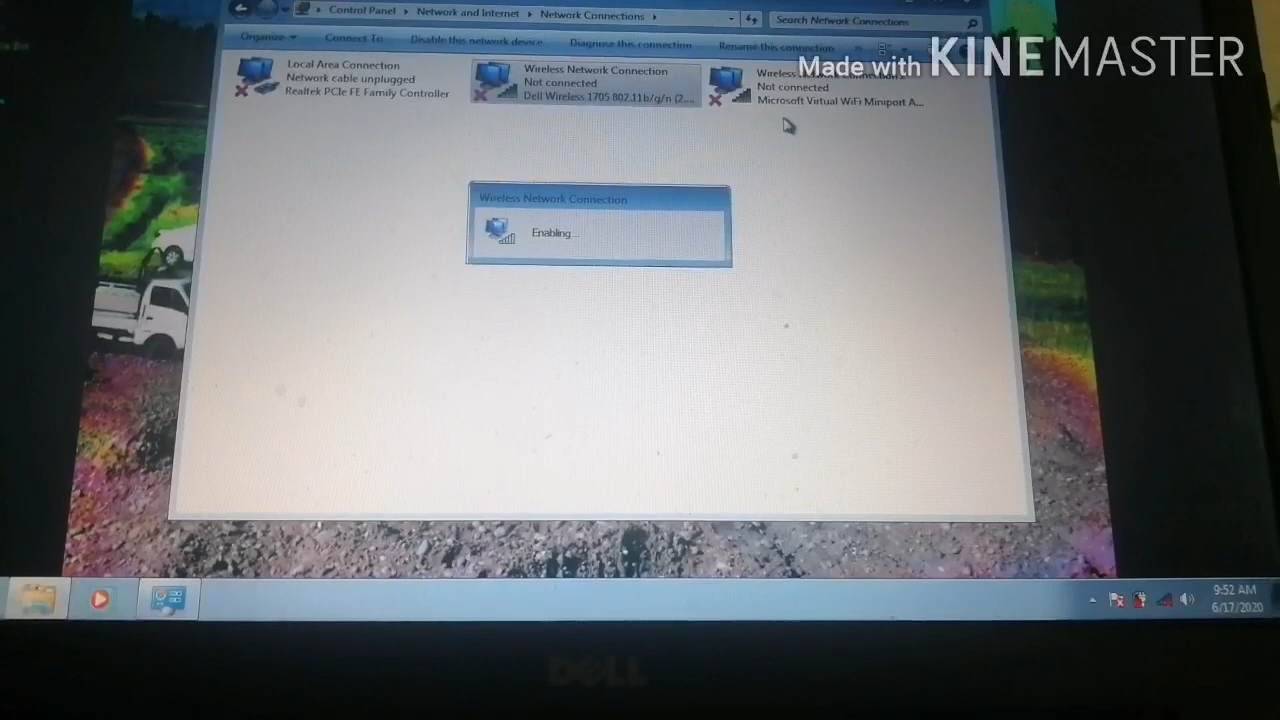 Control Panel
Network and Internet
Network Connections
Search Network Connections
Organize
Connect To
Disable this network device
Diagnose this connection
Rename this connection
»
Made with KINEMASTER
Local Area Connection
Network cable unplugged
Realtek PCIe FE Family Controller
Wireless Network Connection
Not connected
Dell Wireless 1705 802.11b/g/n (2....
Wireless
Not connected
Microsoft Virtual WiFi Miniport A...
Wireless Network Connection
Enabling...
9:52 AM
6/17/2020
DELL